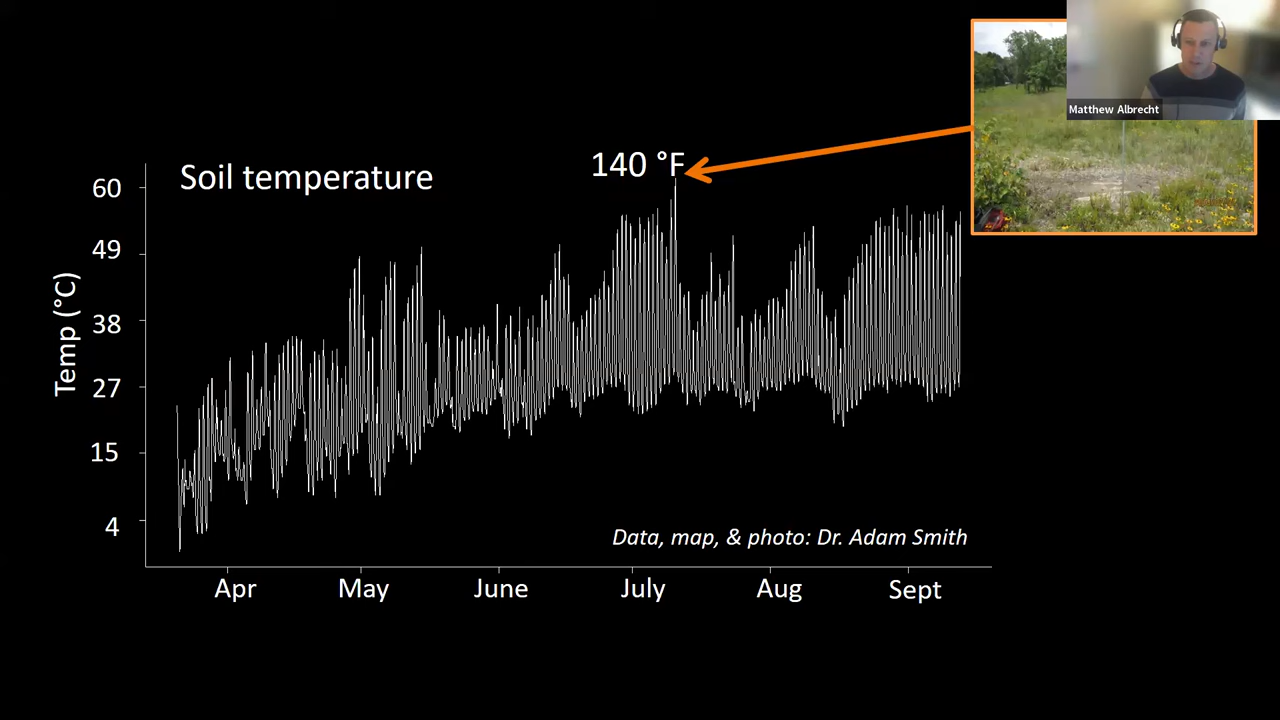 Matthew Albrecht
Soil temperature
140 °F
Temp (°C)
60
49
38
27
15
4
Data, map, & photo: Dr. Adam Smith
Apr
May
June
July
Aug
Sept